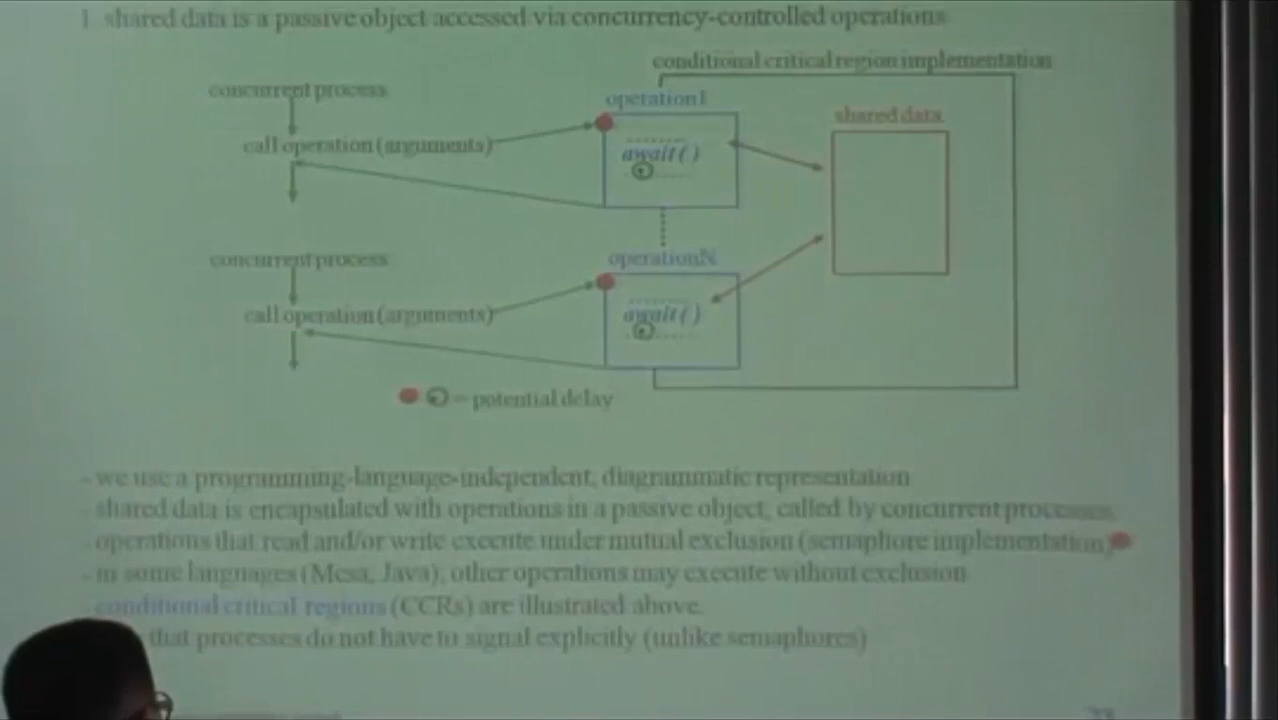 1. shared data is a passive object accessed via concurrency-controlled operations
conditional critical region implementation
concurrent process
operation1
shared data
call operation (arguments)
await ( )
concurrent process
operationN
call operation (arguments)
await ( )
= potential delay
- we use a programming-language-independent, diagrammatic representation
- shared data is encapsulated with operations in a passive object, called by concurrent processes
- operations that read and/or write execute under mutual exclusion (semaphore implementation)
- in some languages (Mesa, Java), other operations may execute without exclusion
- conditional critical regions (CCRs) are illustrated above.
that processes do not have to signal explicitly (unlike semaphores)